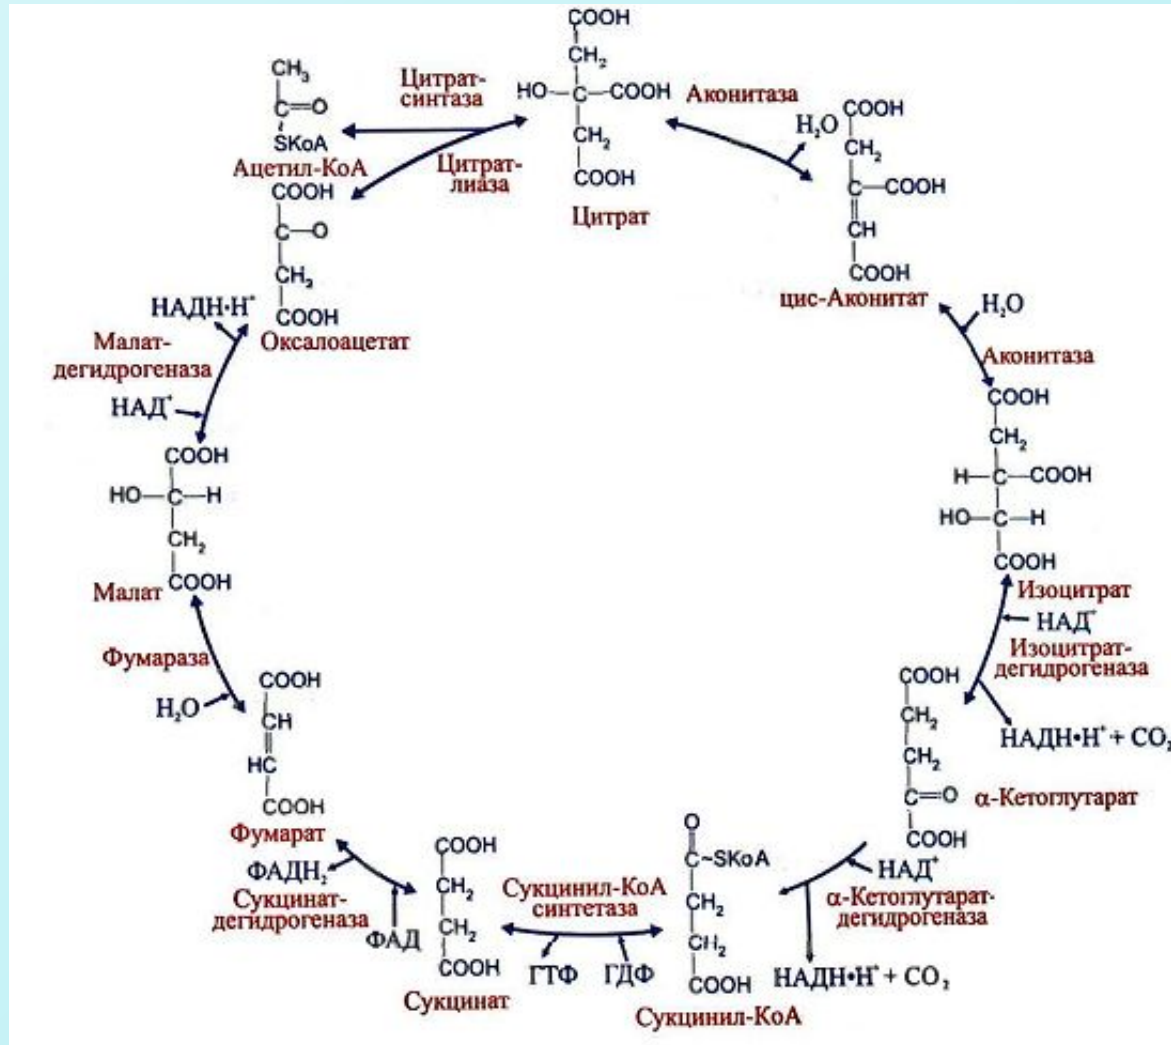 COOH
CH₂
HO—C—COOH
CH₂
COOH
Цитрат
Аконитаза
H₂O
COOH
CH₂
C—COOH
CH
COOH
цис-Аконитат
H₂O
Аконитаза
COOH
CH₂
H—C—COOH
HO—C—H
COOH
Изоцитрат
НАД⁺
Изоцитрат-
дегидрогеназа
НАДН•Н⁺ + CO₂
COOH
CH₂
CH₂
C=O
COOH
α-Кетоглутарат
НАД⁺
α-Кетоглутарат-
дегидрогеназа
НАДН•Н⁺ + CO₂
O
C~SKoA
CH₂
CH₂
COOH
Сукцинил-КоА
Сукцинил-КоА
синтетаза
ГТФ
ГДФ
COOH
CH₂
CH₂
COOH
Сукцинат
ФАДН₂
Сукцинат-
дегидрогеназа
ФАД
COOH
CH
HC
COOH
Фумарат
Фумараза
H₂O
COOH
HO—C—H
CH₂
COOH
Малат
Малат-
дегидрогеназа
НАД⁺
НАДН•Н⁺
COOH
C—O
CH₂
COOH
Оксалоацетат
CH₃
C=O
SKoA
Ацетил-КоА
Цитрат-
синтаза
Цитрат-
лиаза